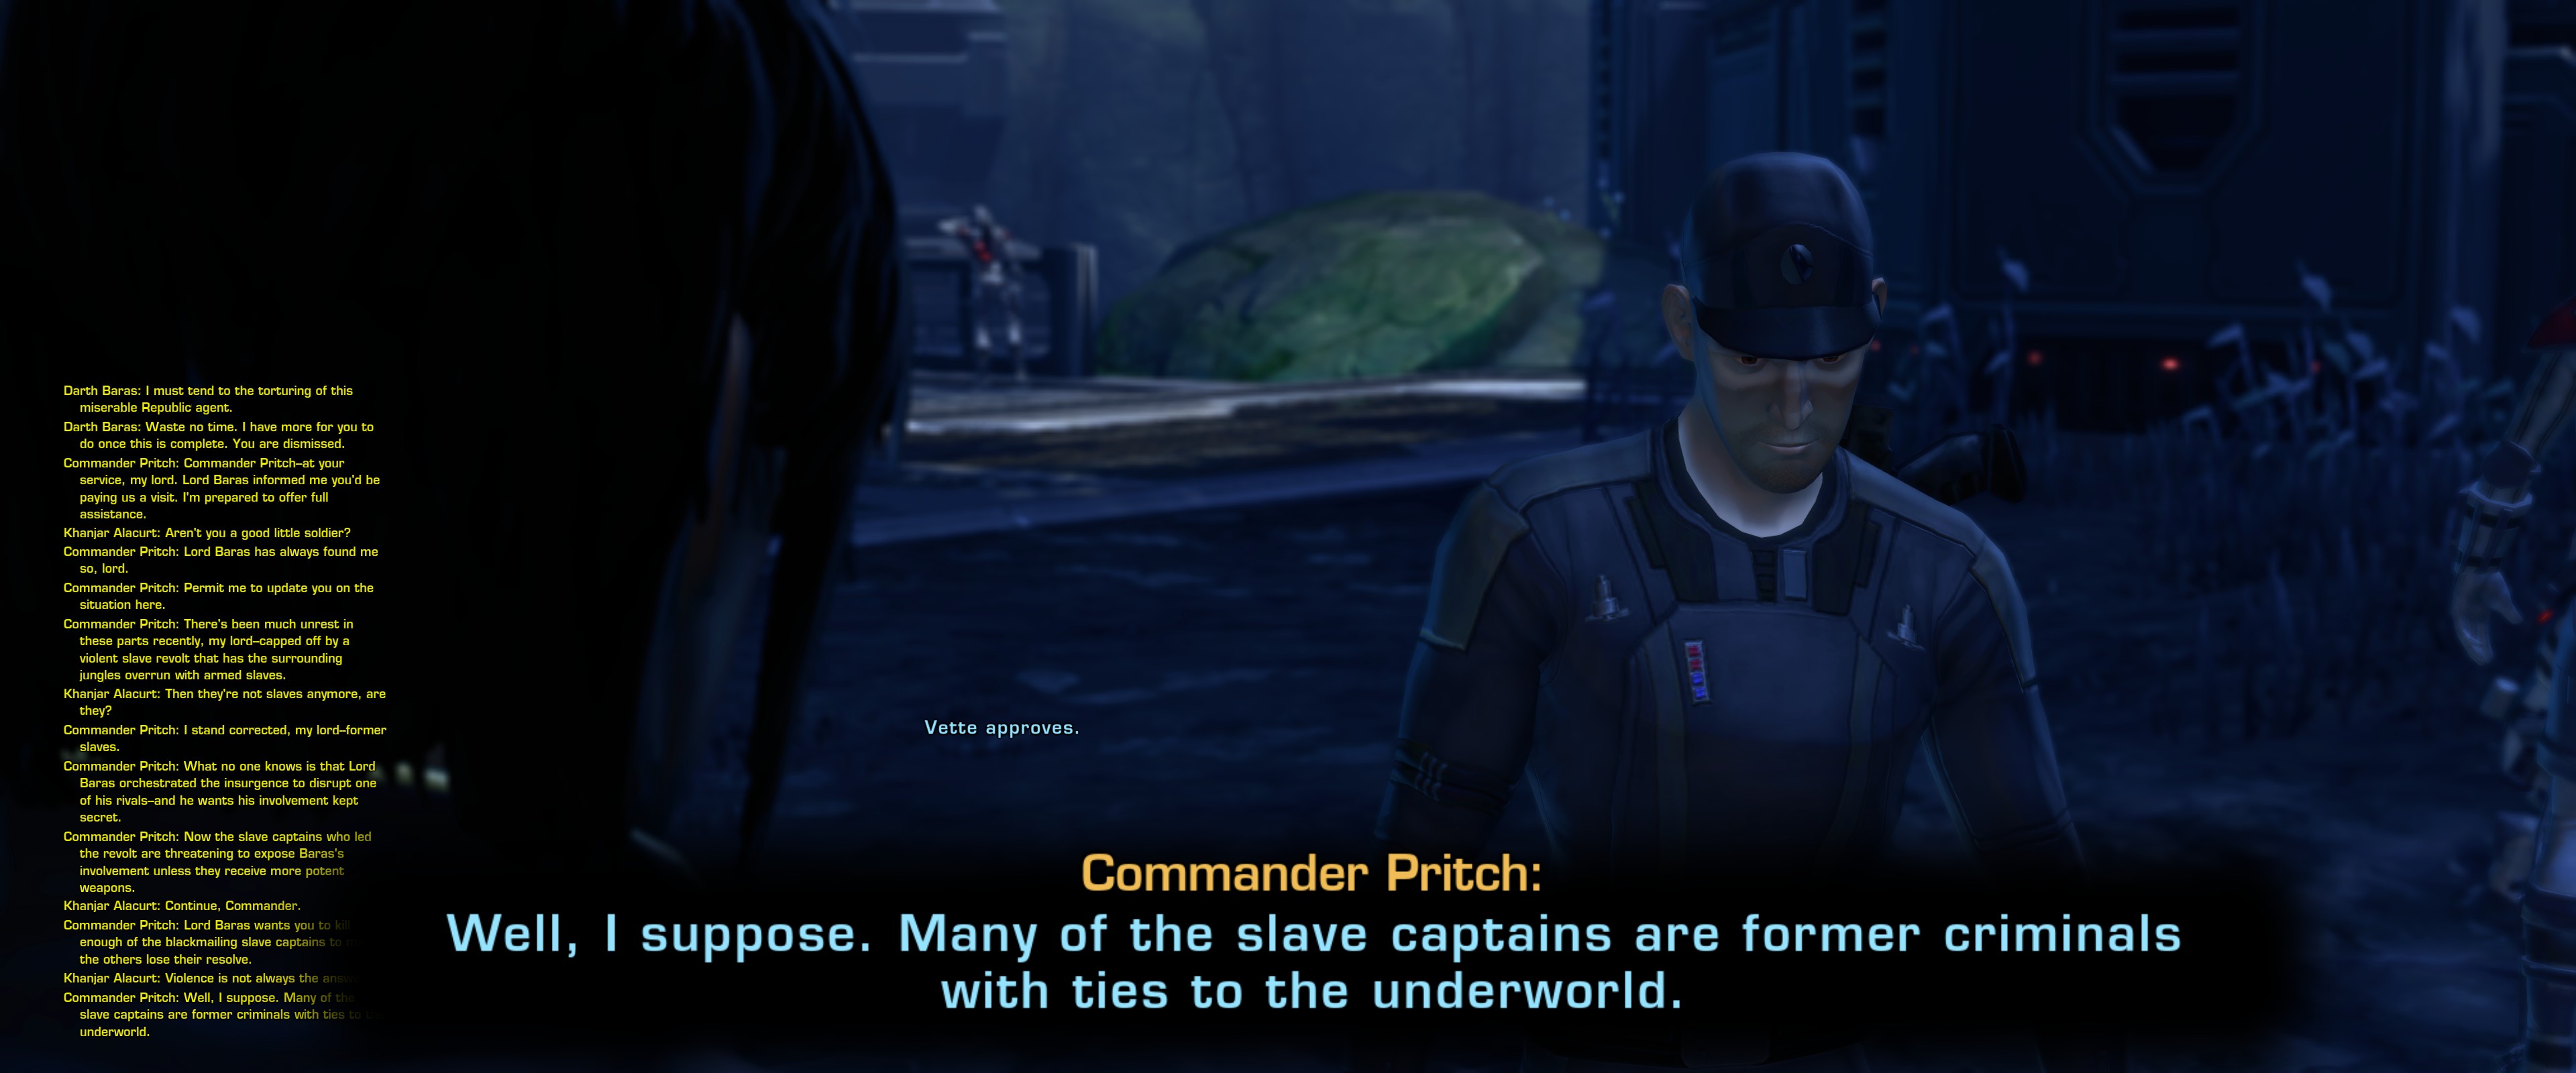 Darth Baras: I must tend to the torturing of this
miserable Republic agent.
Darth Baras: Waste no time. I have more for you to
do once this is complete. You are dismissed.
Commander Pritch: Commander Pritch--at your
service, my lord. Lord Baras informed me you'd be
paying us a visit. I'm prepared to offer full
assistance.
Khanjar Alacurt: Aren't you a good little soldier?
Commander Pritch: Lord Baras has always found me
so, lord.
Commander Pritch: Permit me to update you on the
situation here.
Commander Pritch: There's been much unrest in
these parts recently, my lord--capped off by a
violent slave revolt that has the surrounding
jungles overrun with armed slaves.
Khanjar Alacurt: Then they're not slaves anymore, are
they?
Commander Pritch: I stand corrected, my lord--former
slaves.
Commander Pritch: What no one knows is that Lord
Baras orchestrated the insurgence to disrupt one
of his rivals--and he wants his involvement kept
secret.
Commander Pritch: Now the slave captains who led
the revolt are threatening to expose Baras's
involvement unless they receive more potent
weapons.
Khanjar Alacurt: Continue, Commander.
Commander Pritch: Lord Baras wants you to kill
enough of the blackmailing slave captains to
the others lose their resolve.
Khanjar Alacurt: Violence is not always the
Commander Pritch: Well, I suppose. Many of the
slave captains are former criminals with ties to
underworld.
Vette approves.
Commander Pritch:
Well, I suppose. Many of the slave captains are former criminals
with ties to the underworld.